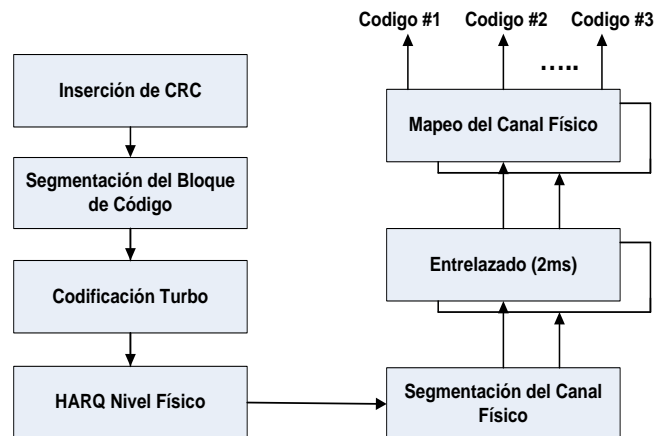 Codigo #1 Codigo #2 Codigo #3
.....
Inserción de CRC
Segmentación del Bloque
de Código
Codificación Turbo
HARQ Nivel Físico
Mapeo del Canal Físico
Entrelazado (2ms)
Segmentación del Canal
Físico